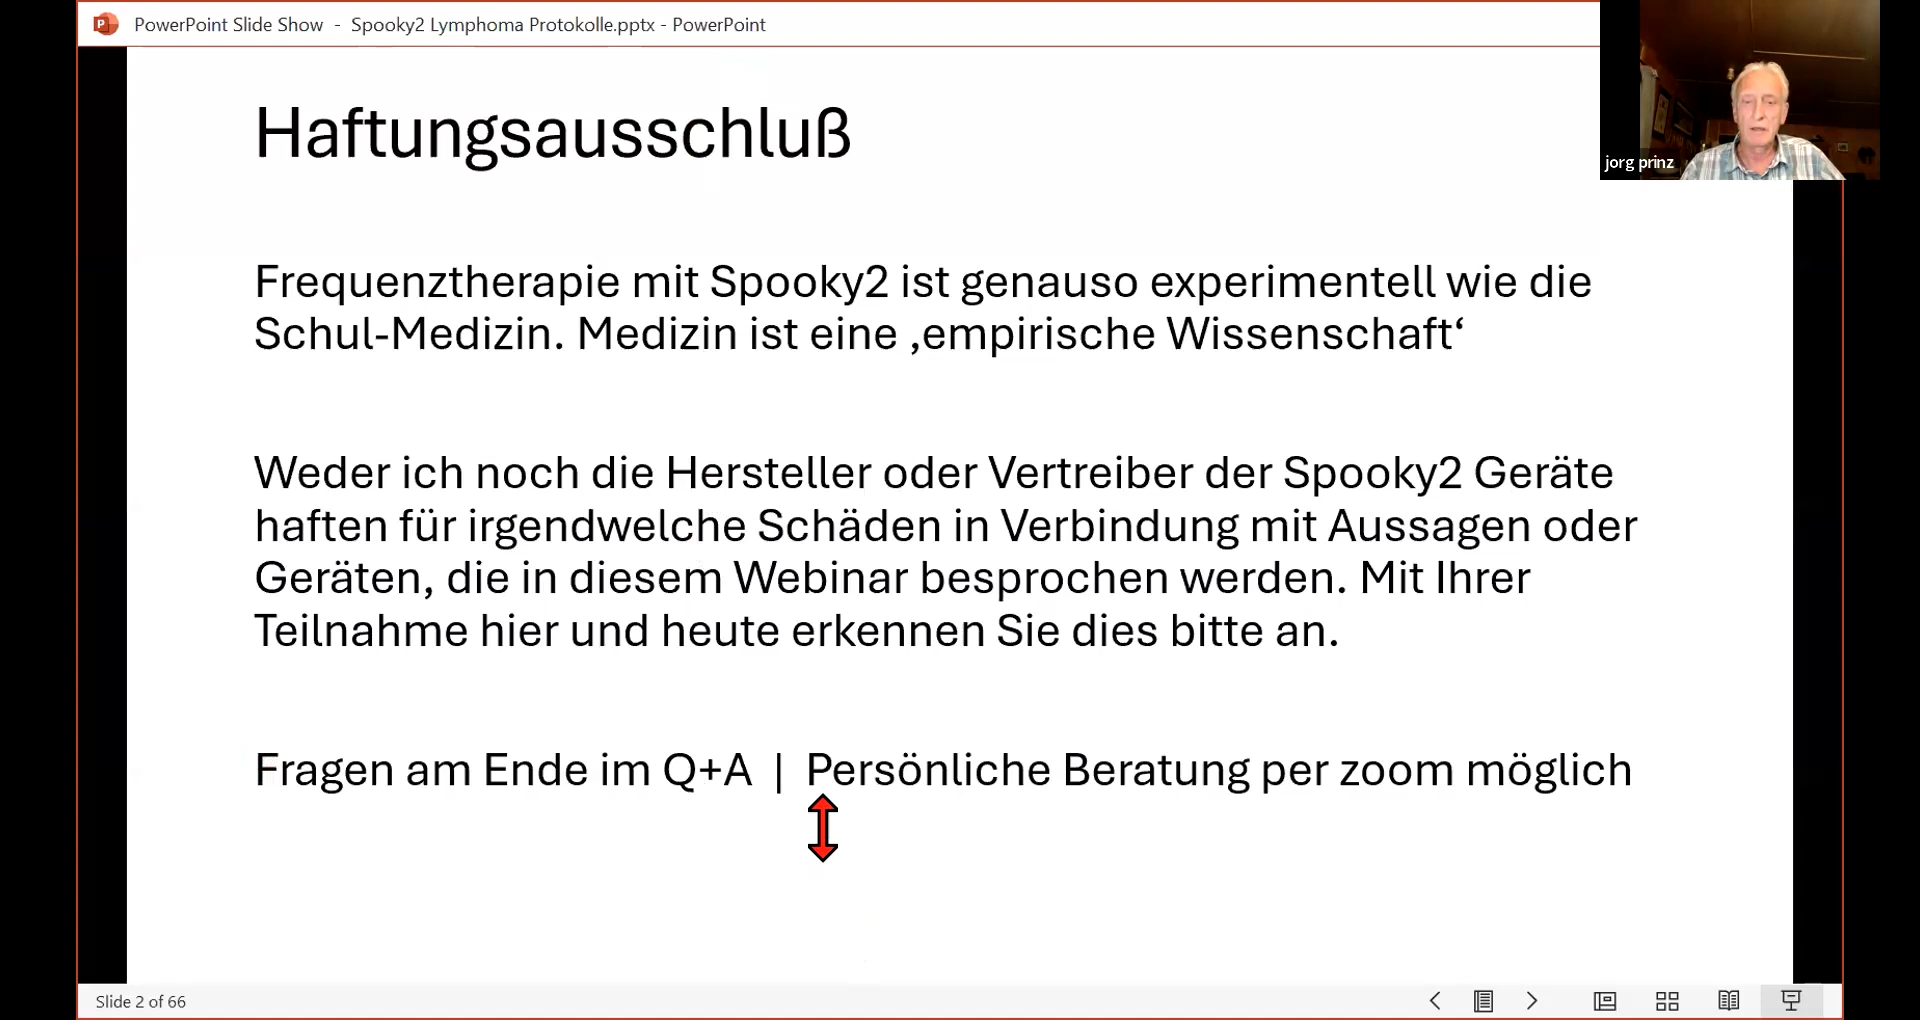 PowerPoint Slide Show - Spooky2 Lymphoma Protokolle.pptx - PowerPoint
jorg prinz
Haftungsausschluß
Frequenztherapie mit Spooky2 ist genauso experimentell wie die
Schul-Medizin. Medizin ist eine ‚empirische Wissenschaft‘
Weder ich noch die Hersteller oder Vertreiber der Spooky2 Geräte
haften für irgendwelche Schäden in Verbindung mit Aussagen oder
Geräten, die in diesem Webinar besprochen werden. Mit Ihrer
Teilnahme hier und heute erkennen Sie dies bitte an.
Fragen am Ende im Q+A | Persönliche Beratung per zoom möglich
Slide 2 of 66